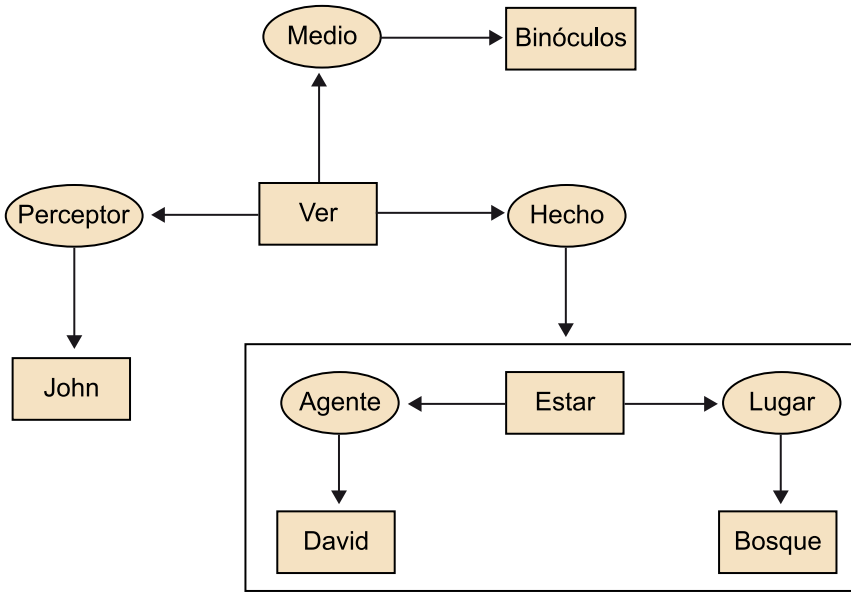 Medio
Binóculos
Perceptor
Ver
Hecho
John
Agente
Estar
Lugar
David
Bosque